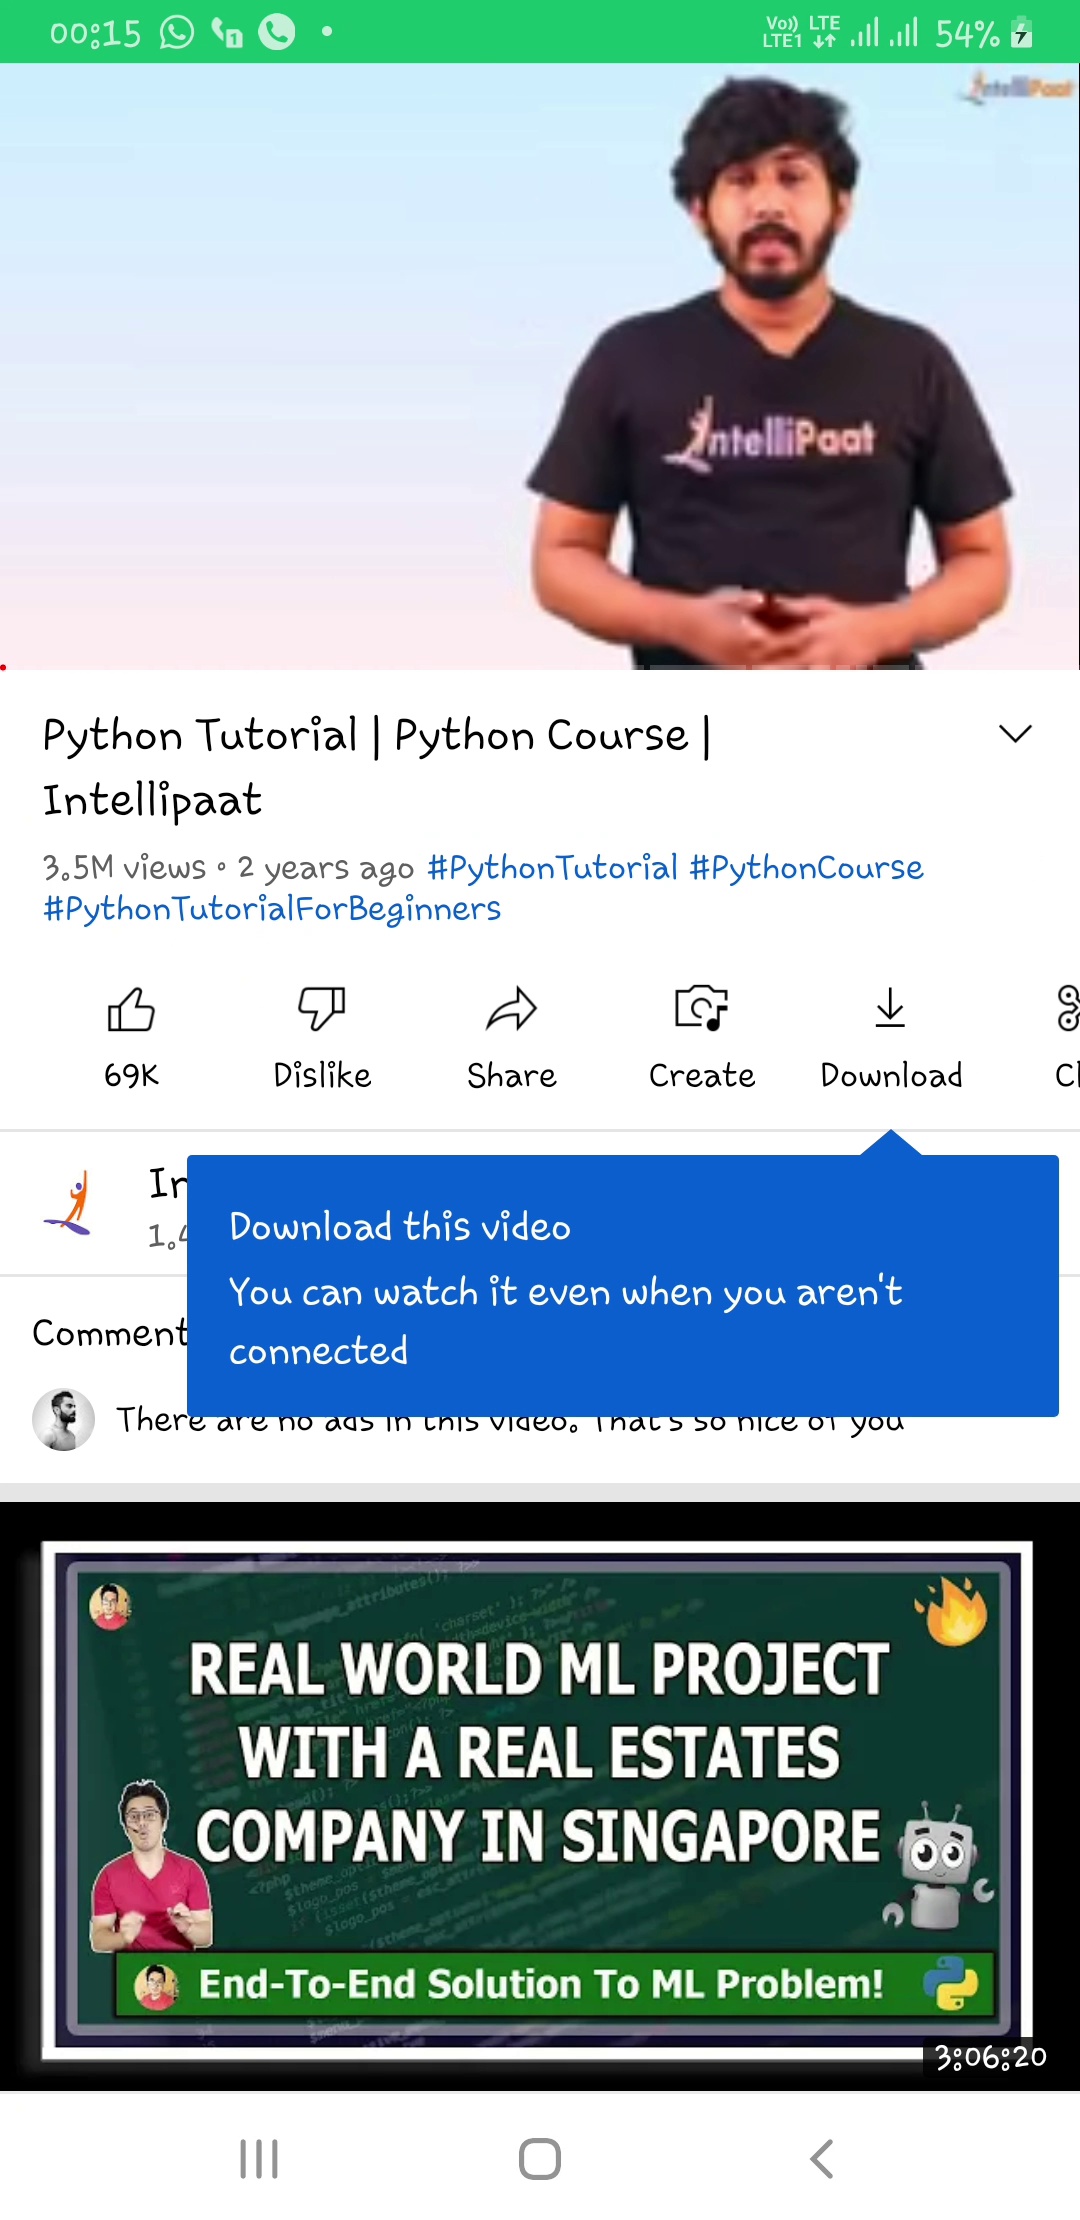 00:15
1
Vo)) LTE
LTE1
54%
IntelliPaat
IntelliPaat
Python Tutorial | Python Course |
Intellipaat
3.5M views • 2 years ago #PythonTutorial #PythonCourse
#PythonTutorialForBeginners
69K
Dislike
Share
Create
Download
Cl
In
1.4
Download this video
You can watch it even when you aren't
connected
Comment
There are no ads in this video. That's so nice of you
REAL WORLD ML PROJECT
WITH A REAL ESTATES
COMPANY IN SINGAPORE
End-To-End Solution To ML Problem!
3:06:20